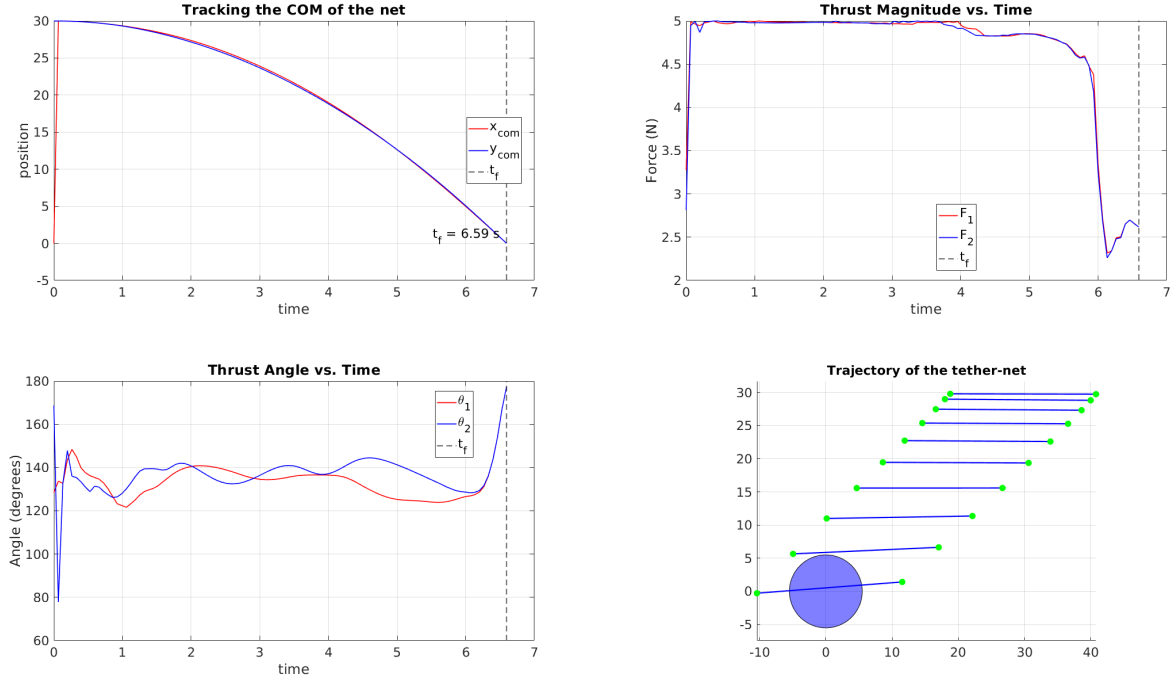 Tracking the COM of the net
30
25
20
15
10
5
0
-5
position
x_com
y_com
t_f
t_f = 6.59 s
0 1 2 3 4 5 6 7
time
Thrust Magnitude vs. Time
5
4.5
4
3.5
3
2.5
2
Force (N)
F_1
F_2
t_f
0 1 2 3 4 5 6 7
time
Thrust Angle vs. Time
180
160
140
120
100
80
60
Angle (degrees)
θ_1
θ_2
t_f
0 1 2 3 4 5 6 7
time
Trajectory of the tether-net
30
25
20
15
10
5
0
-5
-10 0 10 20 30 40